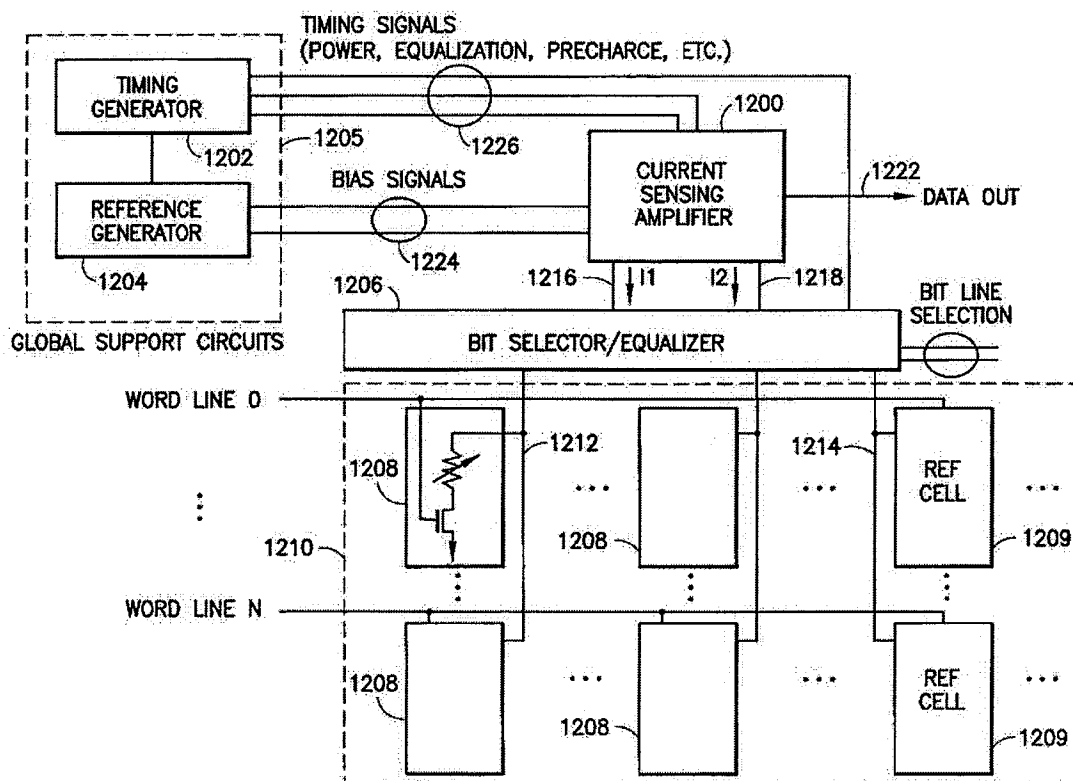 TIMING SIGNALS
(POWER, EQUALIZATION, PRECHARCE, ETC.)
TIMING
GENERATOR
1202
1205
1226
1200
CURRENT
SENSING
AMPLIFIER
1222
DATA OUT
BIAS SIGNALS
REFERENCE
GENERATOR
1204
1224
1206
1216
I1
I2
1218
BIT LINE
SELECTION
GLOBAL SUPPORT CIRCUITS
BIT SELECTOR/EQUALIZER
WORD LINE 0
1208
1212
1214
REF
CELL
1210
1208
1209
WORD LINE N
1208
1208
REF
CELL
1209